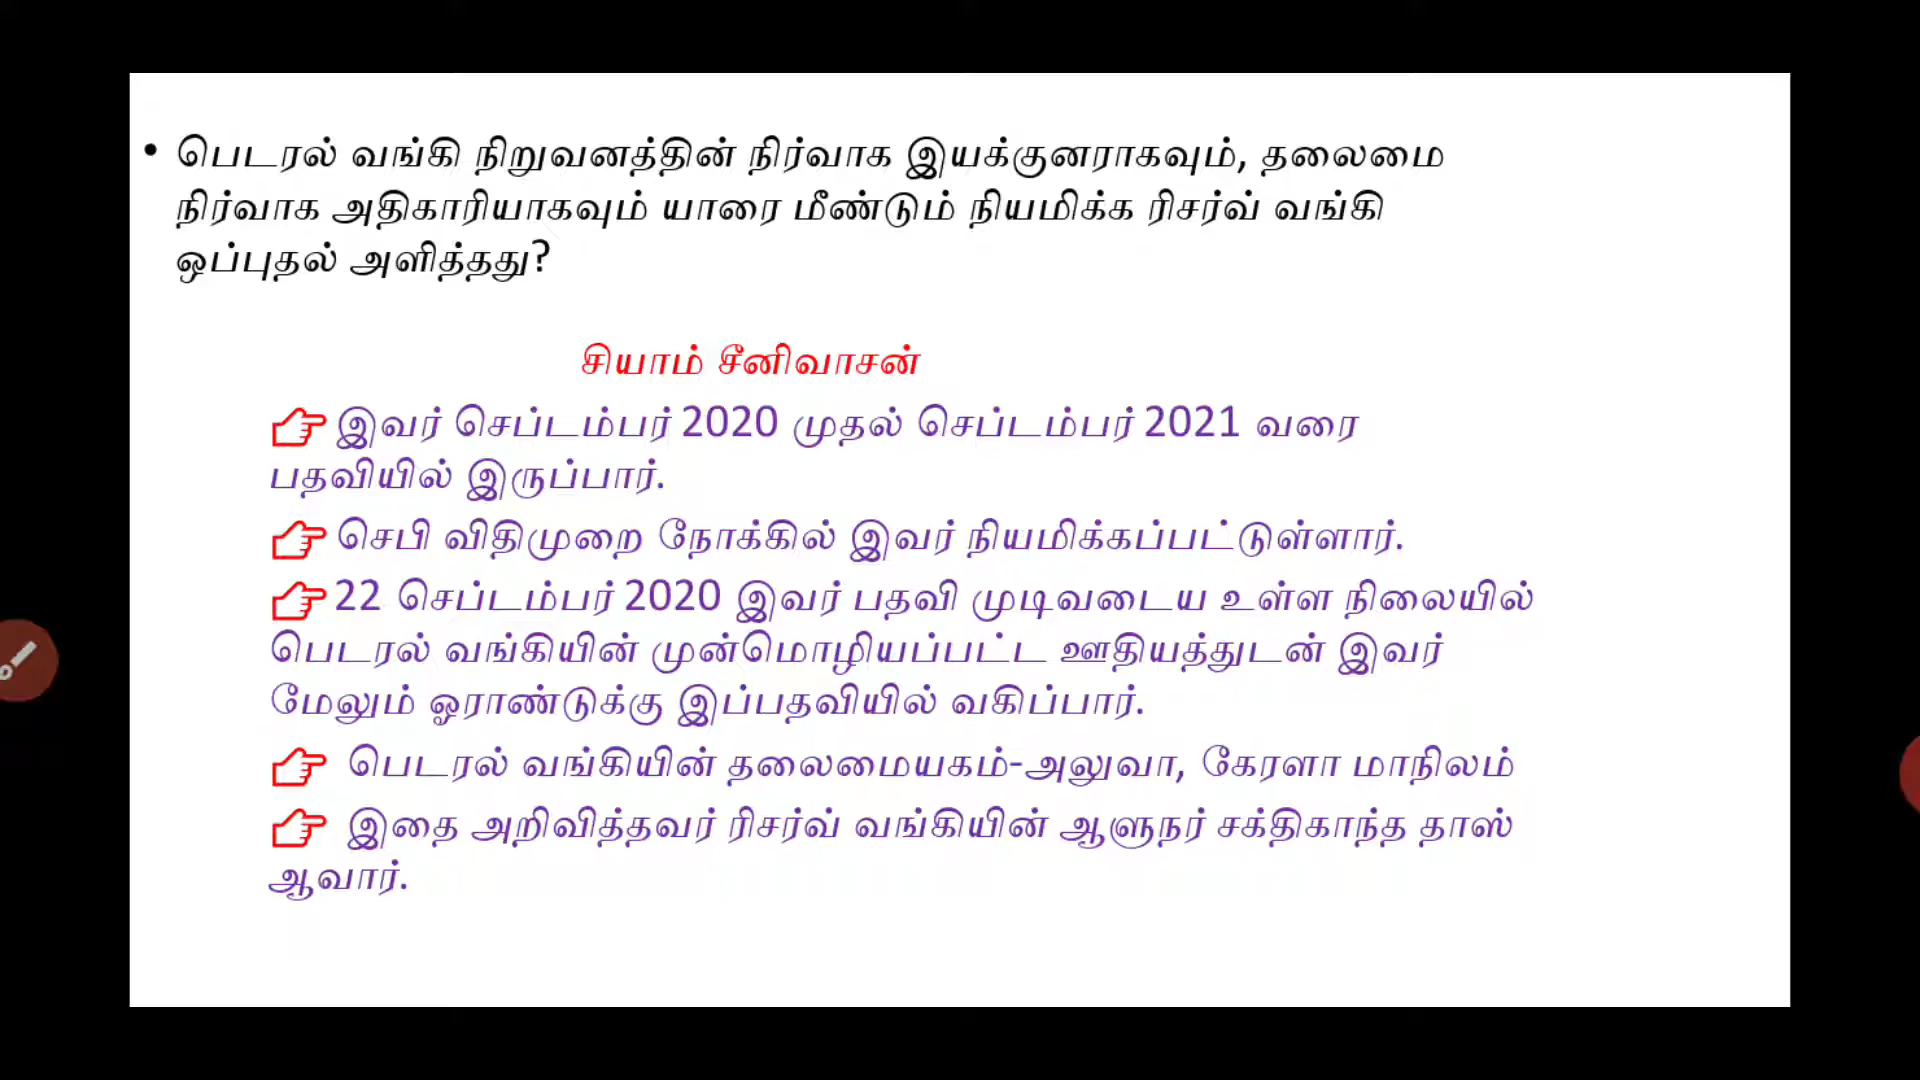 • பெடரல் வங்கி நிறுவனத்தின் நிர்வாக இயக்குனராகவும், தலைமை
நிர்வாக அதிகாரியாகவும் யாரை மீண்டும் நியமிக்க ரிசர்வ் வங்கி
ஒப்புதல் அளித்தது?
சியாம் சீனிவாசன்
👉இவர் செப்டம்பர் 2020 முதல் செப்டம்பர் 2021 வரை
பதவியில் இருப்பார்.
👉செபி விதிமுறை நோக்கில் இவர் நியமிக்கப்பட்டுள்ளார்.
👉22 செப்டம்பர் 2020 இவர் பதவி முடிவடைய உள்ள நிலையில்
பெடரல் வங்கியின் முன்மொழியப்பட்ட ஊதியத்துடன் இவர்
மேலும் ஓராண்டுக்கு இப்பதவியில் வகிப்பார்.
👉 பெடரல் வங்கியின் தலைமையகம்-அலுவா, கேரளா மாநிலம்
👉 இதை அறிவித்தவர் ரிசர்வ் வங்கியின் ஆளுநர் சக்திகாந்த தாஸ்
ஆவார்.